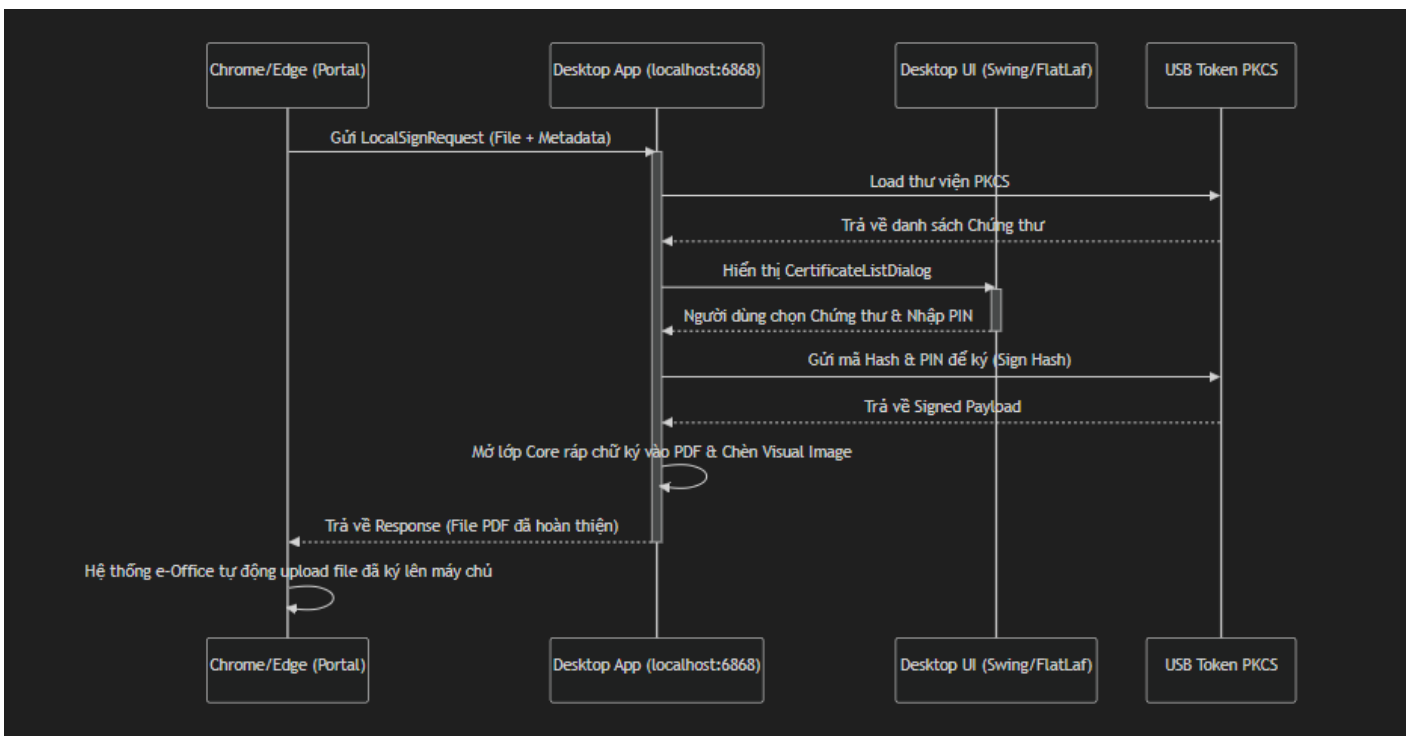 Chrome/Edge (Portal)
Desktop App (localhost:6868)
Desktop UI (Swing/FlatLaf)
USB Token PKCS
Gửi LocalSignRequest (File + Metadata)
Load thư viện PKCS
Trả về danh sách Chứng thư
Hiển thị CertificateListDialog
Người dùng chọn Chứng thư & Nhập PIN
Gửi mã Hash & PIN để ký (Sign Hash)
Trả về Signed Payload
Mở lớp Core ráp chữ ký vào PDF & Chèn Visual Image
Trả về Response (File PDF đã hoàn thiện)
Hệ thống e-Office tự động upload file đã ký lên máy chủ
Chrome/Edge (Portal)
Desktop App (localhost:6868)
Desktop UI (Swing/FlatLaf)
USB Token PKCS